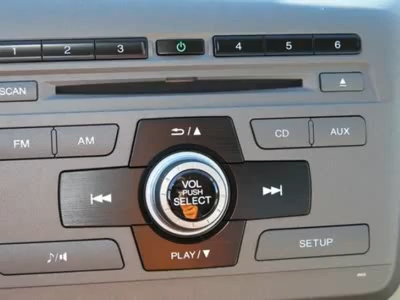 1 2 3 4 5 6
SCAN
FM AM CD AUX
VOL
PUSH
SELECT
PLAY/
SETUP